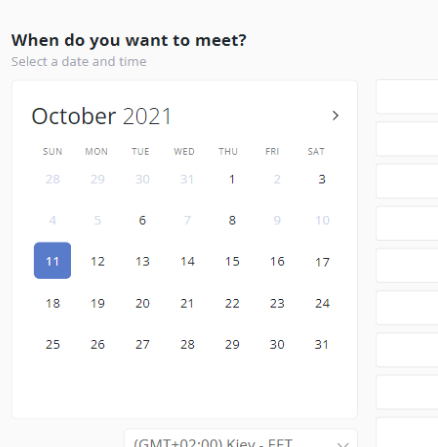 When do you want to meet?
Select a date and time
October 2021
SUN MON TUE WED THU FRI SAT
28 29 30 31 1 2 3
4 5 6 7 8 9 10
11 12 13 14 15 16 17
18 19 20 21 22 23 24
25 26 27 28 29 30 31
(GMT+02:00) Kiev - EET